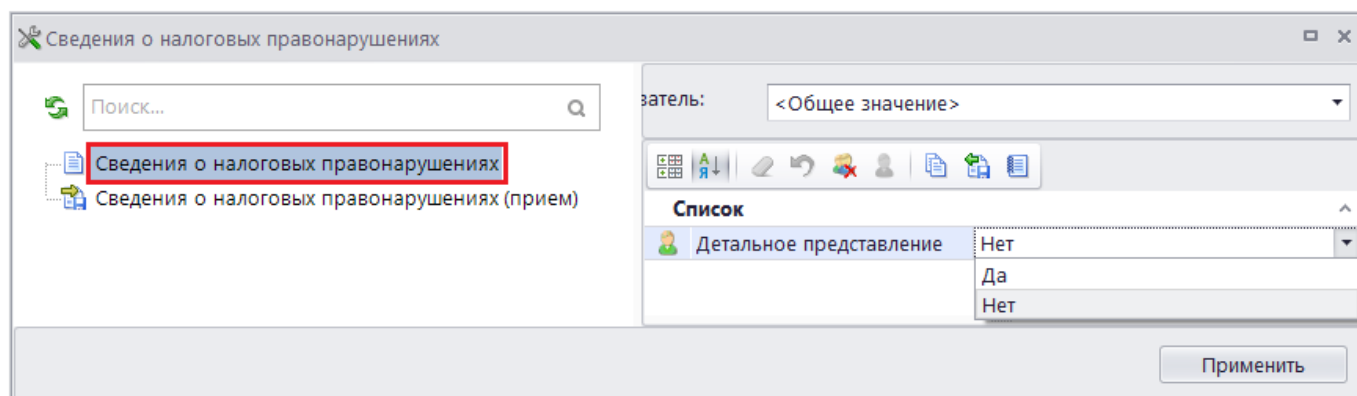 Сведения о налоговых правонарушениях
Поиск...
Сведения о налоговых правонарушениях
Сведения о налоговых правонарушениях (прием)
затель: <Общее значение>
А
Я
Список
Детальное представление Нет
Да
Нет
Применить